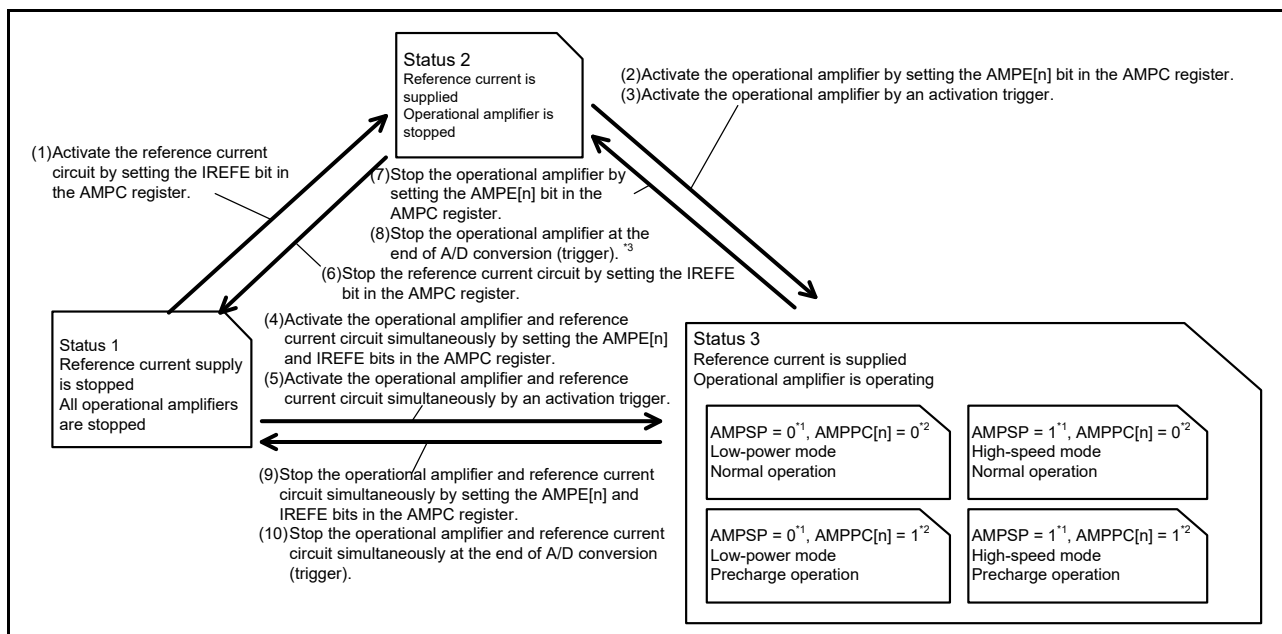 Status 2
Reference current is
supplied
Operational amplifier is
stopped
(2)Activate the operational amplifier by setting the AMPE[n] bit in the AMPC register.
(3)Activate the operational amplifier by an activation trigger.
(1)Activate the reference current
circuit by setting the IREFE bit in
the AMPC register.
(7)Stop the operational amplifier by
setting the AMPE[n] bit in the
AMPC register.
(8)Stop the operational amplifier at the
end of A/D conversion (trigger). *3
(6)Stop the reference current circuit by setting the IREFE
bit in the AMPC register.
Status 1
Reference current supply
is stopped
All operational amplifiers
are stopped
(4)Activate the operational amplifier and reference
current circuit simultaneously by setting the AMPE[n]
and IREFE bits in the AMPC register.
(5)Activate the operational amplifier and reference
current circuit simultaneously by an activation trigger.
(9)Stop the operational amplifier and reference current
circuit simultaneously by setting the AMPE[n] and
IREFE bits in the AMPC register.
(10)Stop the operational amplifier and reference current
circuit simultaneously at the end of A/D conversion
(trigger).
Status 3
Reference current is supplied
Operational amplifier is operating
AMPSP = 0*1, AMPPC[n] = 0*2
Low-power mode
Normal operation
AMPSP = 1*1, AMPPC[n] = 0*2
High-speed mode
Normal operation
AMPSP = 0*1, AMPPC[n] = 1*2
Low-power mode
Precharge operation
AMPSP = 1*1, AMPPC[n] = 1*2
High-speed mode
Precharge operation